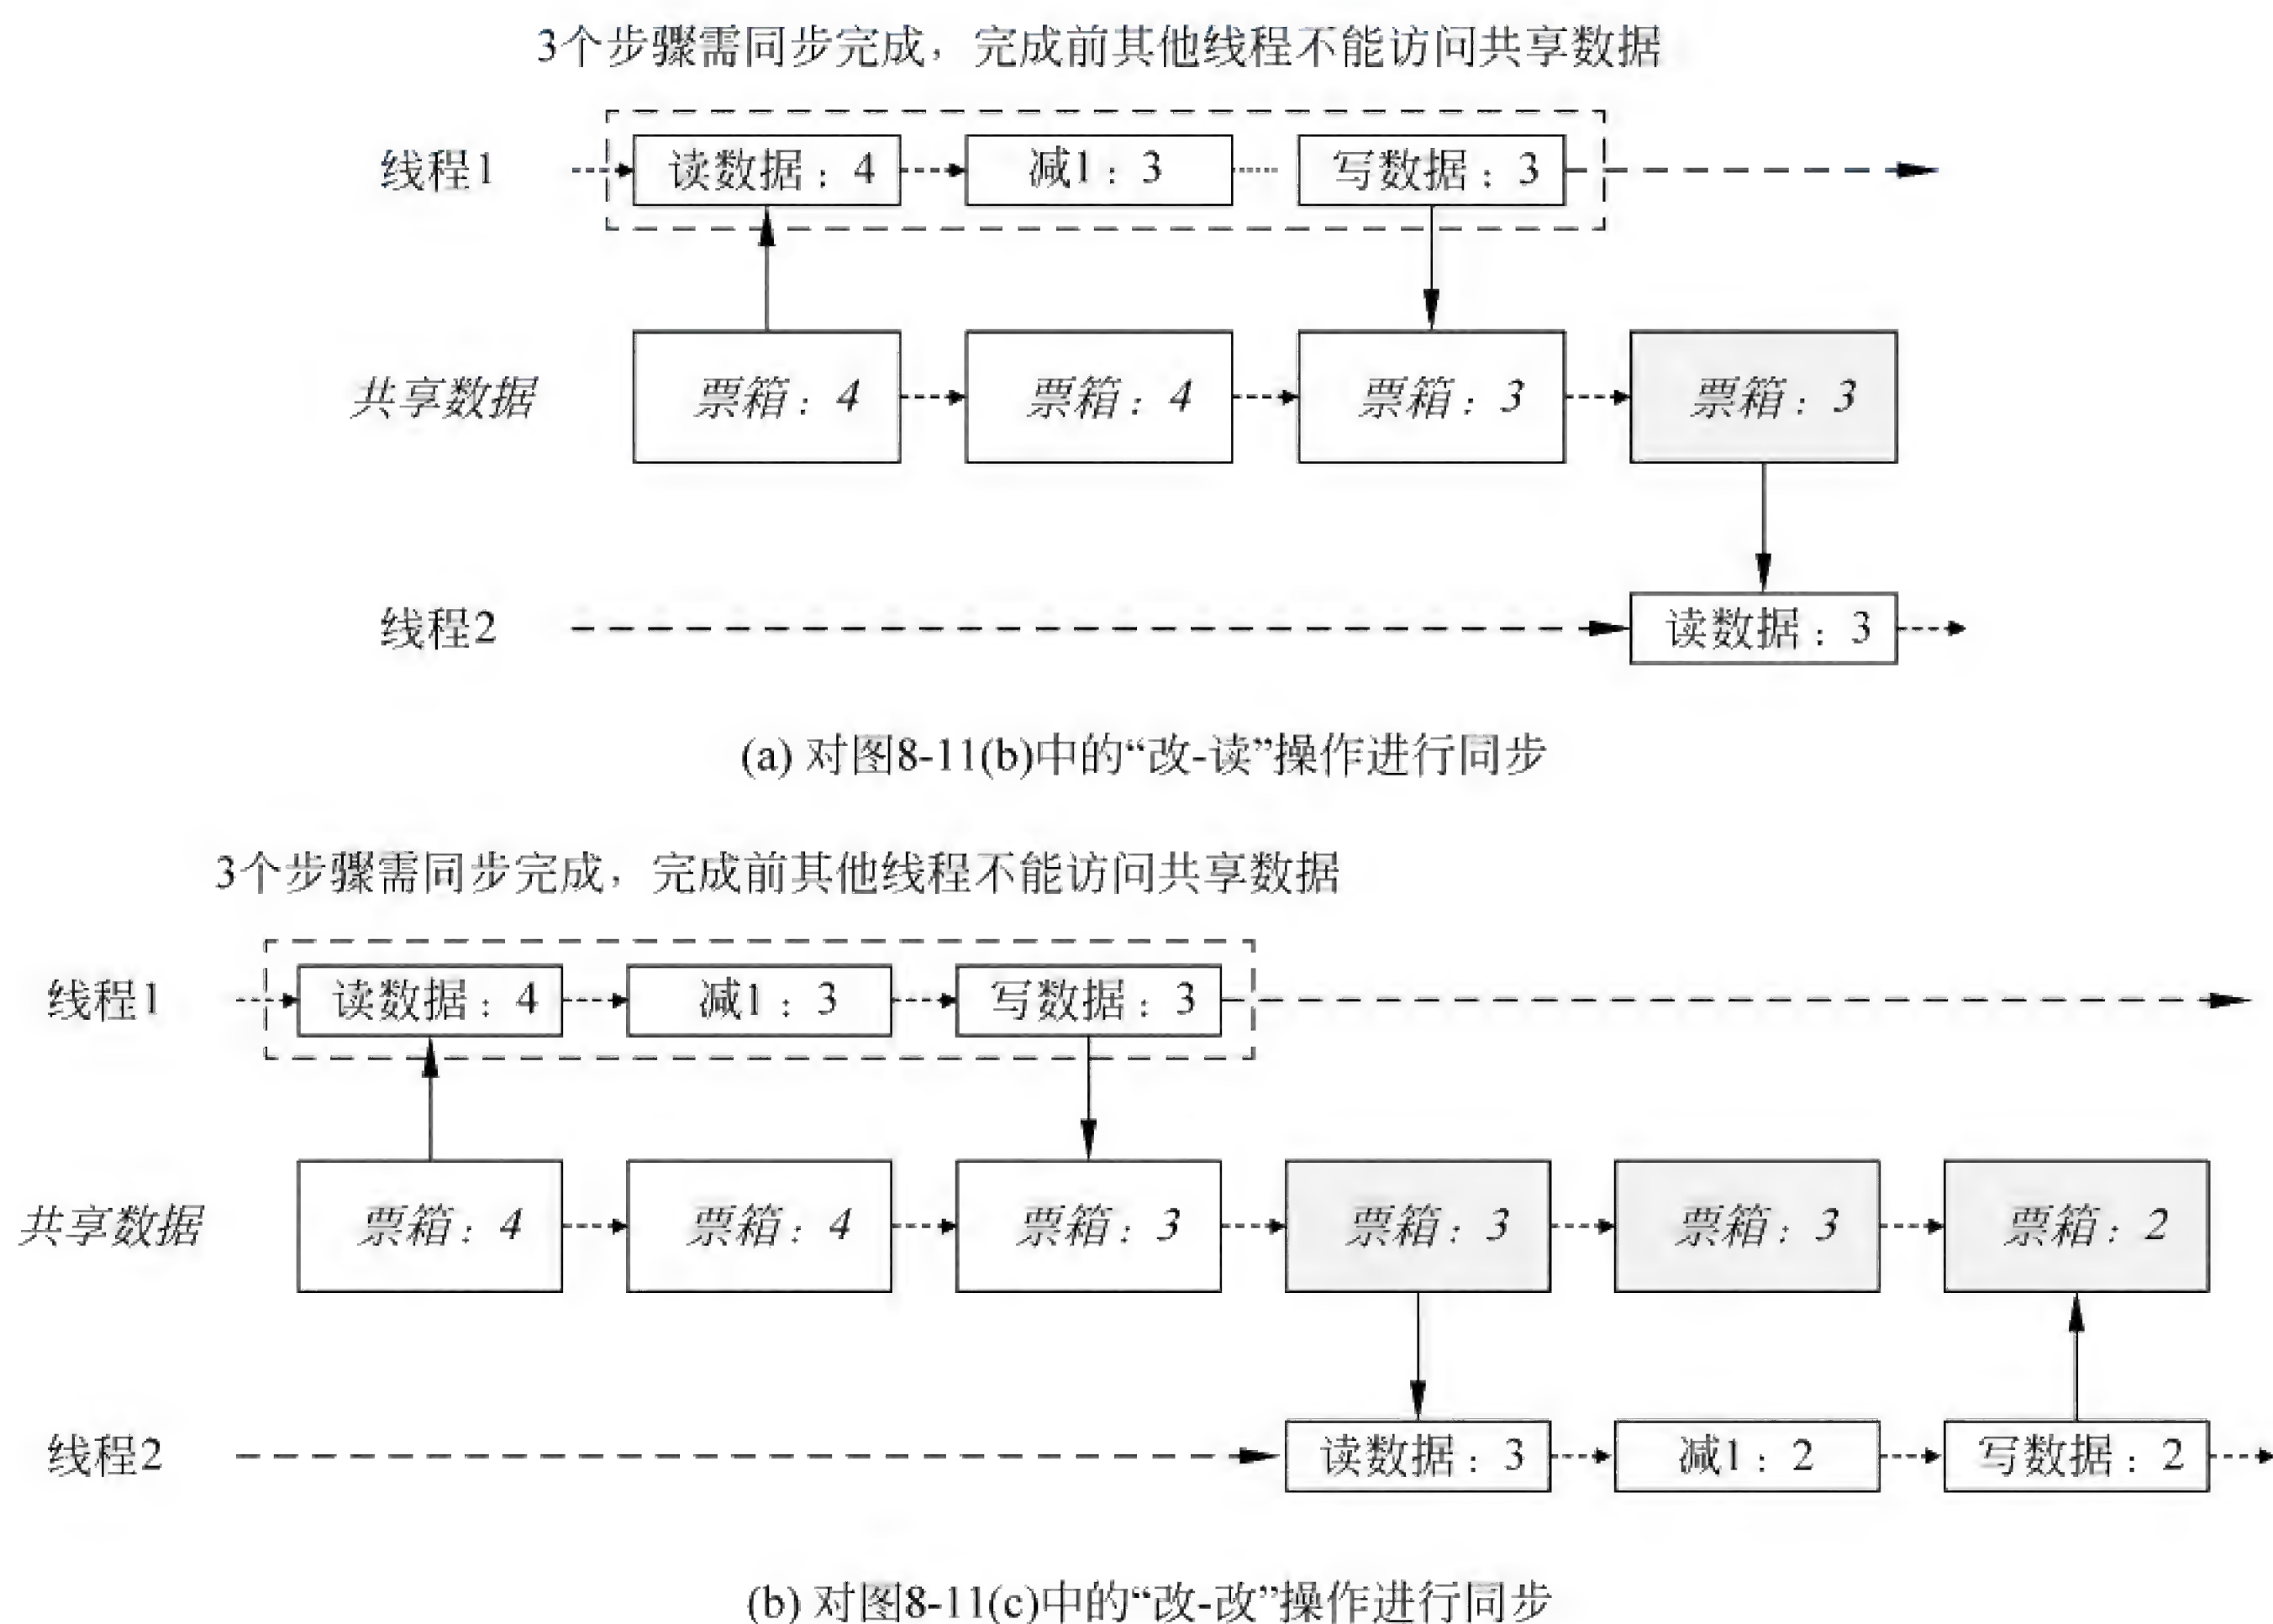 3个步骤需同步完成，完成前其他线程不能访问共享数据
线程1 读数据：4 减1：3 写数据：3
共享数据 票箱：4 票箱：4 票箱：3 票箱：3
线程2 读数据：3
(a) 对图8-11(b)中的“改-读”操作进行同步
3个步骤需同步完成，完成前其他线程不能访问共享数据
线程1 读数据：4 减1：3 写数据：3
共享数据 票箱：4 票箱：4 票箱：3 票箱：3 票箱：3 票箱：2
线程2 读数据：3 减1：2 写数据：2
(b) 对图8-11(c)中的“改-改”操作进行同步